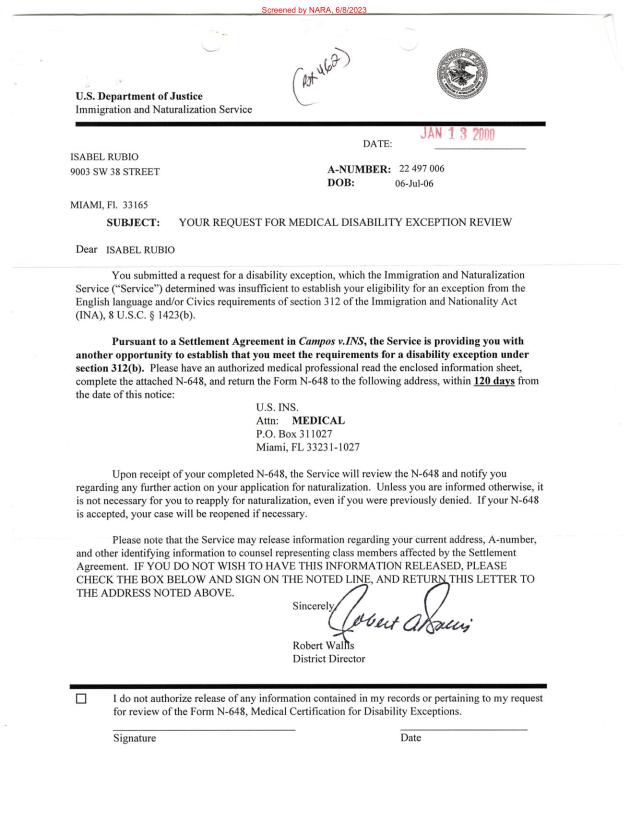 Screened by NARA, 6/8/2023
(pt 462)
U.S. Department of Justice
Immigration and Naturalization Service
DATE: JAN 13 2000
ISABEL RUBIO
9003 SW 38 STREET
A-NUMBER: 22 497 006
DOB: 06-Jul-06
MIAMI, Fl. 33165
SUBJECT: YOUR REQUEST FOR MEDICAL DISABILITY EXCEPTION REVIEW
Dear ISABEL RUBIO
You submitted a request for a disability exception, which the Immigration and Naturalization
Service ("Service") determined was insufficient to establish your eligibility for an exception from the
English language and/or Civics requirements of section 312 of the Immigration and Nationality Act
(INA), 8 U.S.C. § 1423(b).
Pursuant to a Settlement Agreement in Campos v.INS, the Service is providing you with
another opportunity to establish that you meet the requirements for a disability exception under
section 312(b). Please have an authorized medical professional read the enclosed information sheet,
complete the attached N-648, and return the Form N-648 to the following address, within 120 days from
the date of this notice:
U.S. INS.
Attn: MEDICAL
P.O. Box 311027
Miami, FL 33231-1027
Upon receipt of your completed N-648, the Service will review the N-648 and notify you
regarding any further action on your application for naturalization. Unless you are informed otherwise, it
is not necessary for you to reapply for naturalization, even if you were previously denied. If your N-648
is accepted, your case will be reopened if necessary.
Please note that the Service may release information regarding your current address, A-number,
and other identifying information to counsel representing class members affected by the Settlement
Agreement. IF YOU DO NOT WISH TO HAVE THIS INFORMATION RELEASED, PLEASE
CHECK THE BOX BELOW AND SIGN ON THE NOTED LINE, AND RETURN THIS LETTER TO
THE ADDRESS NOTED ABOVE.
Sincerely,
Robert Wallis
District Director
I do not authorize release of any information contained in my records or pertaining to my request
for review of the Form N-648, Medical Certification for Disability Exceptions.
Signature Date